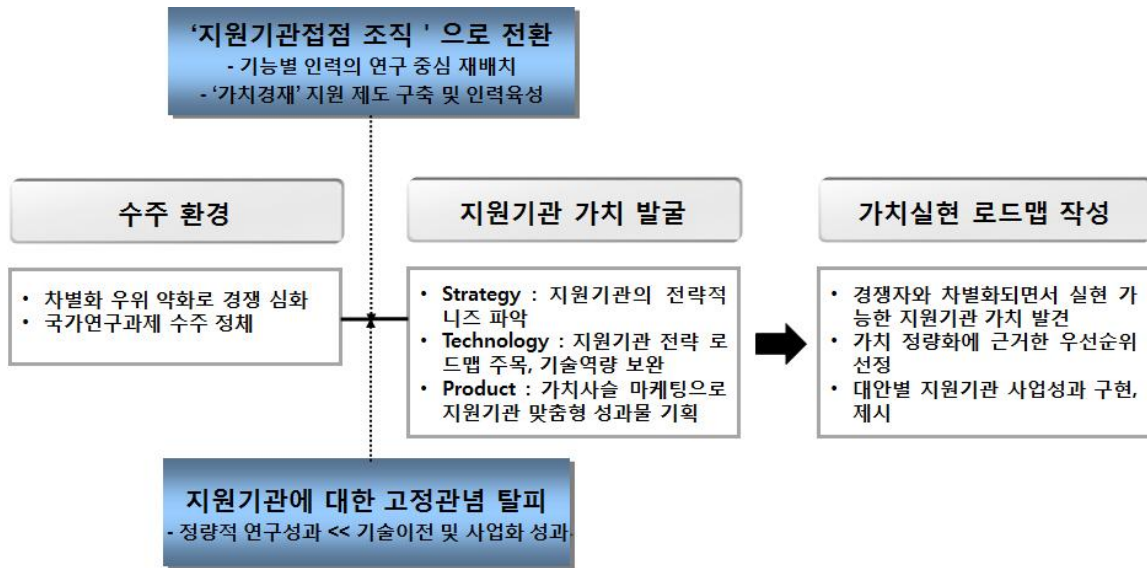 ‘지원기관접점 조직 ' 으로 전환
- 기능별 인력의 연구 중심 재배치
- ‘가치경재’ 지원 제도 구축 및 인력육성
수주 환경
• 차별화 우위 약화로 경쟁 심화
• 국가연구과제 수주 정체
지원기관 가치 발굴
• Strategy : 지원기관의 전략적
니즈 파악
• Technology : 지원기관 전략 로
드맵 주목, 기술역량 보완
• Product : 가치사슬 마케팅으로
지원기관 맞춤형 성과물 기획
가치실현 로드맵 작성
• 경쟁자와 차별화되면서 실현 가
능한 지원기관 가치 발견
• 가치 정량화에 근거한 우선순위
선정
• 대안별 지원기관 사업성과 구현,
제시
지원기관에 대한 고정관념 탈피
- 정량적 연구성과 << 기술이전 및 사업화 성과-